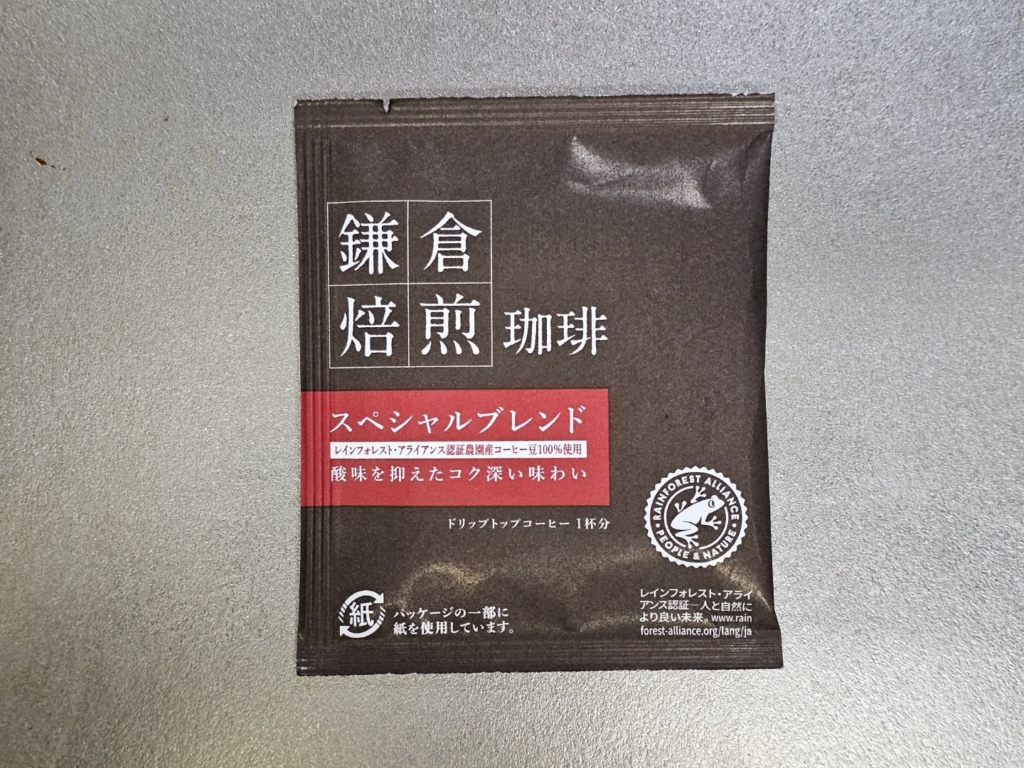 鎌倉
焙煎 珈琲
スペシャルブレンド
レインフォレスト・アライアンス認証農園産コーヒー豆100%使用
酸味を抑えたコク深い味わい
ドリップトップコーヒー 1杯分
RAINFOREST ALLIANCE
PEOPLE & NATURE
紙
パッケージの一部に
紙を使用しています。
レインフォレスト・アライ
アンス認証―人と自然に
より良い未来。www.rain
forest-alliance.org/lang/ja